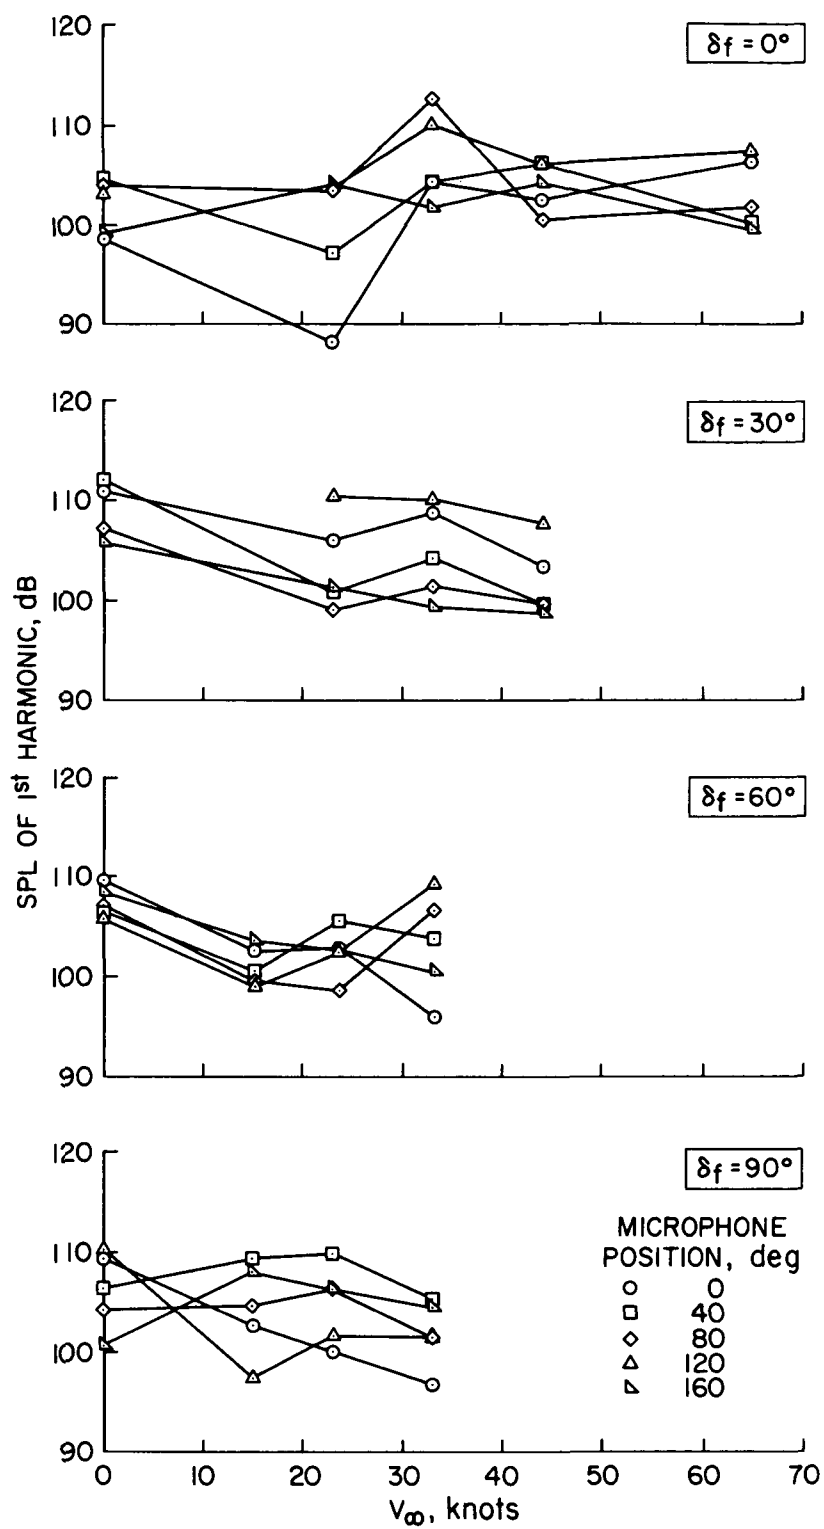 120
δf = 0°
110
100
90
120
δf = 30°
110
100
90
SPL OF 1st HARMONIC, dB
120
δf = 60°
110
100
90
120
δf = 90°
MICROPHONE
POSITION, deg
110
0
40
80
100
120
160
90
0 10 20 30 40 50 60 70
V∞, knots